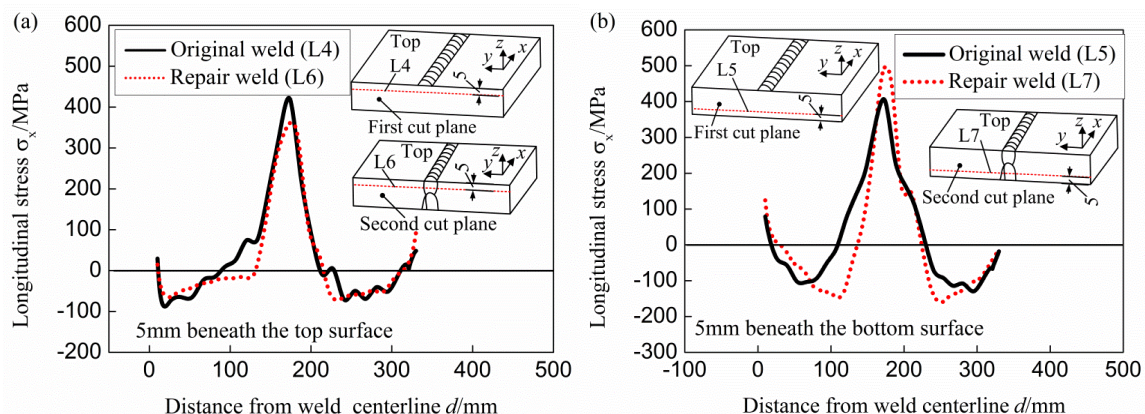 (a)
600
500
400
300
200
100
0
-100
-200
Longitudinal stress σx/MPa
Original weld (L4)
Repair weld (L6)
Top
L4
5
z
x
y
First cut plane
Top
L6
5
z
x
y
Second cut plane
5mm beneath the top surface
0 100 200 300 400 500
Distance from weld centerline d/mm
(b)
600
500
400
300
200
100
0
-100
-200
-300
Longitudinal stress σx/MPa
Top
L5
5
z
x
y
First cut plane
Original weld (L5)
Repair weld (L7)
Top
L7
5
z
x
y
Second cut plane
5mm beneath the bottom surface
-100 0 100 200 300 400 500
Distance from weld centerline d/mm